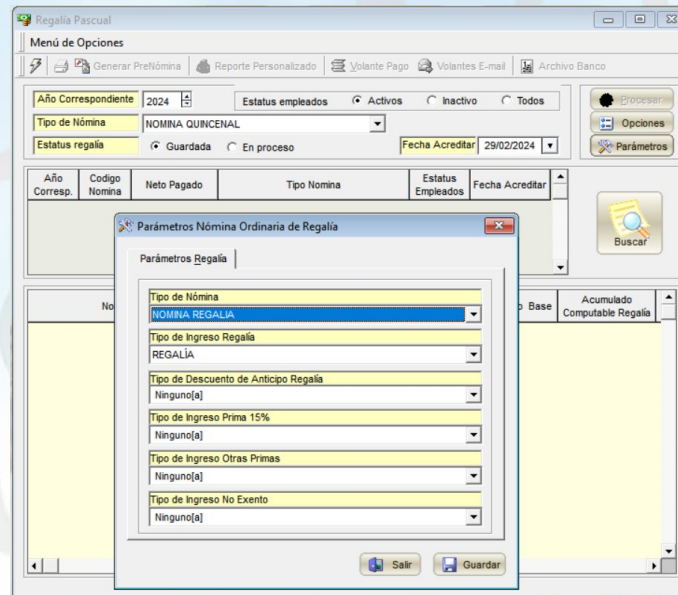 Regalía Pascual
Menú de Opciones
Generar PreNómina Reporte Personalizado Volante Pago Volantes E-mail Archivo Banco
Año Correspondiente 2024 Estatus empleados Activos Inactivo Todos
Procesar
Tipo de Nómina NOMINA QUINCENAL
Opciones
Estatus regalía Guardada En proceso Fecha Acreditar 29/02/2024
Parámetros
Año Corresp. Codigo Nomina Neto Pagado Tipo Nomina Estatus Empleados Fecha Acreditar
Buscar
Parámetros Nómina Ordinaria de Regalía
Parámetros Regalía
Base Acumulado Computable Regalía
Tipo de Nómina
NOMINA REGALIA
Tipo de Ingreso Regalía
REGALÍA
Tipo de Descuento de Anticipo Regalía
Ninguno[a]
Tipo de Ingreso Prima 15%
Ninguno[a]
Tipo de Ingreso Otras Primas
Ninguno[a]
Tipo de Ingreso No Exento
Ninguno[a]
Salir Guardar